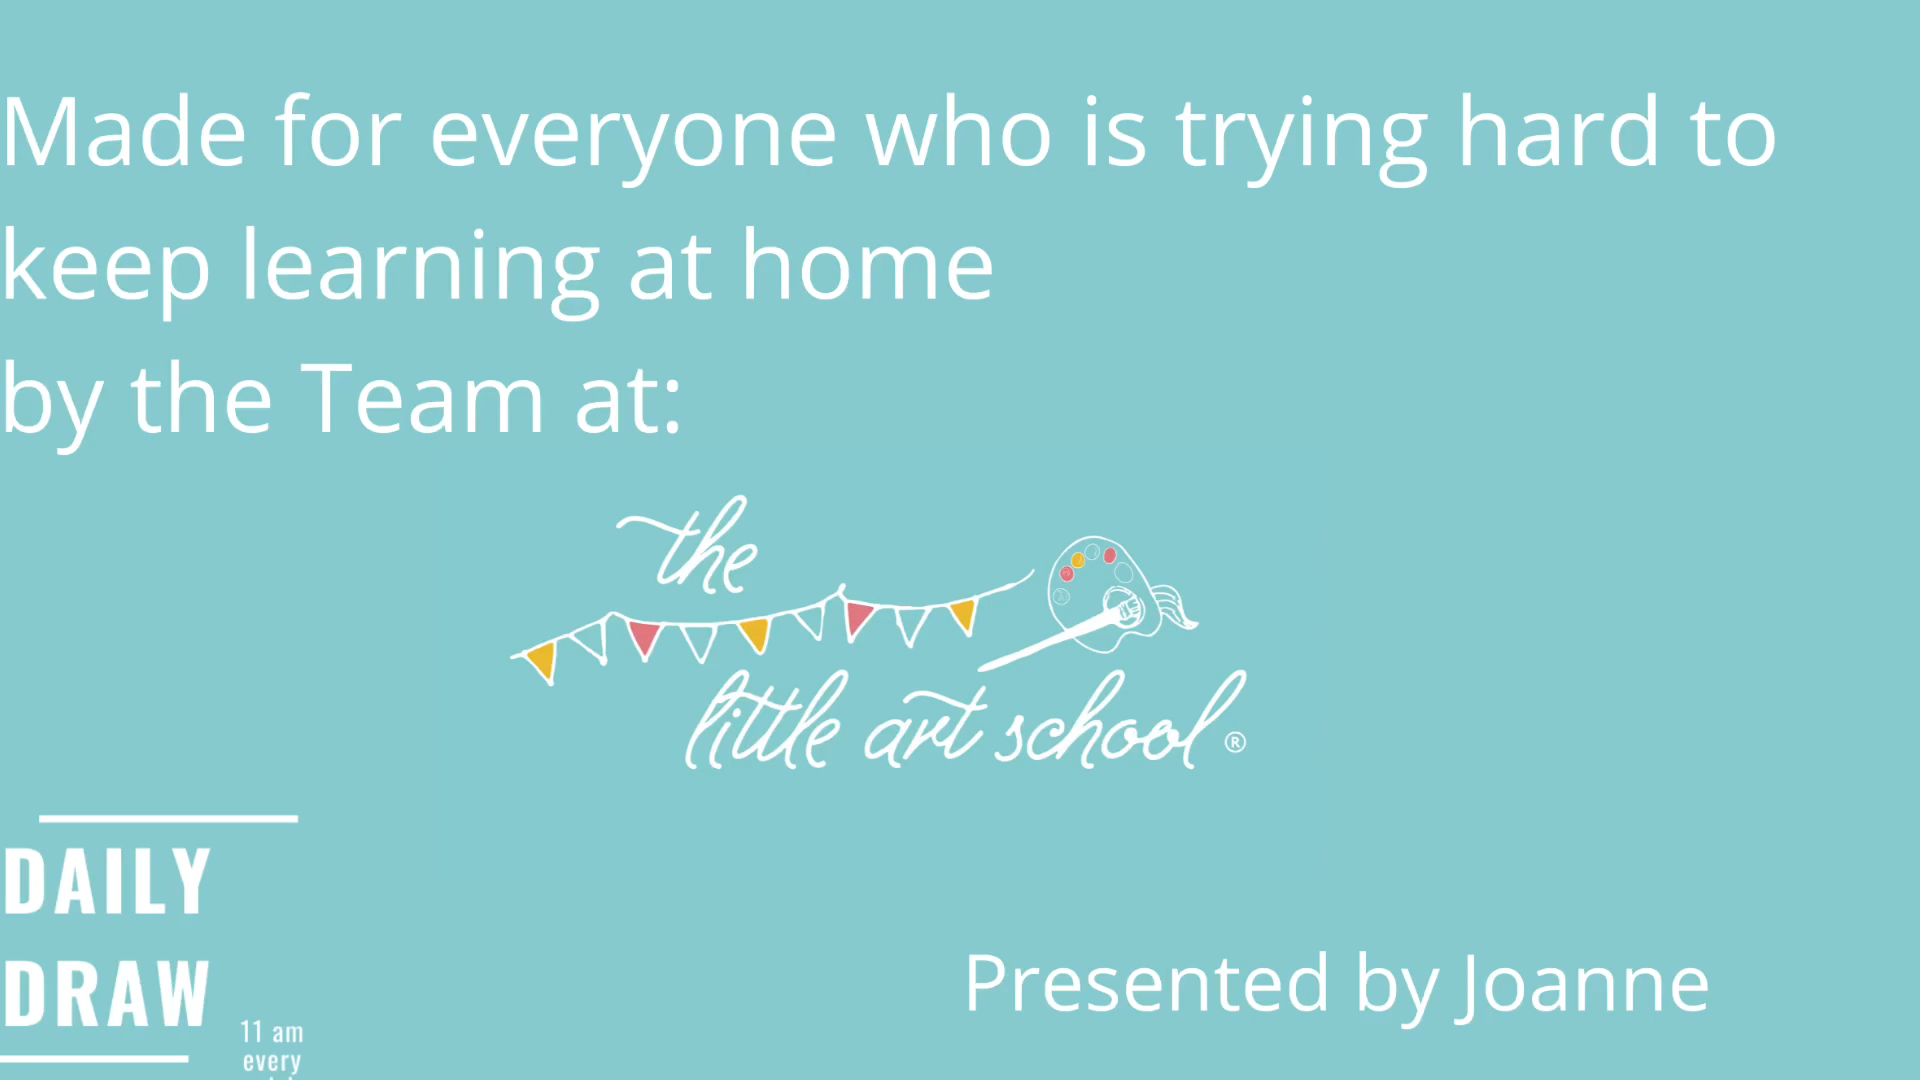 Made for everyone who is trying hard to
keep learning at home
by the Team at:
the
little art school®
DAILY
DRAW
11 am
every
Presented by Joanne